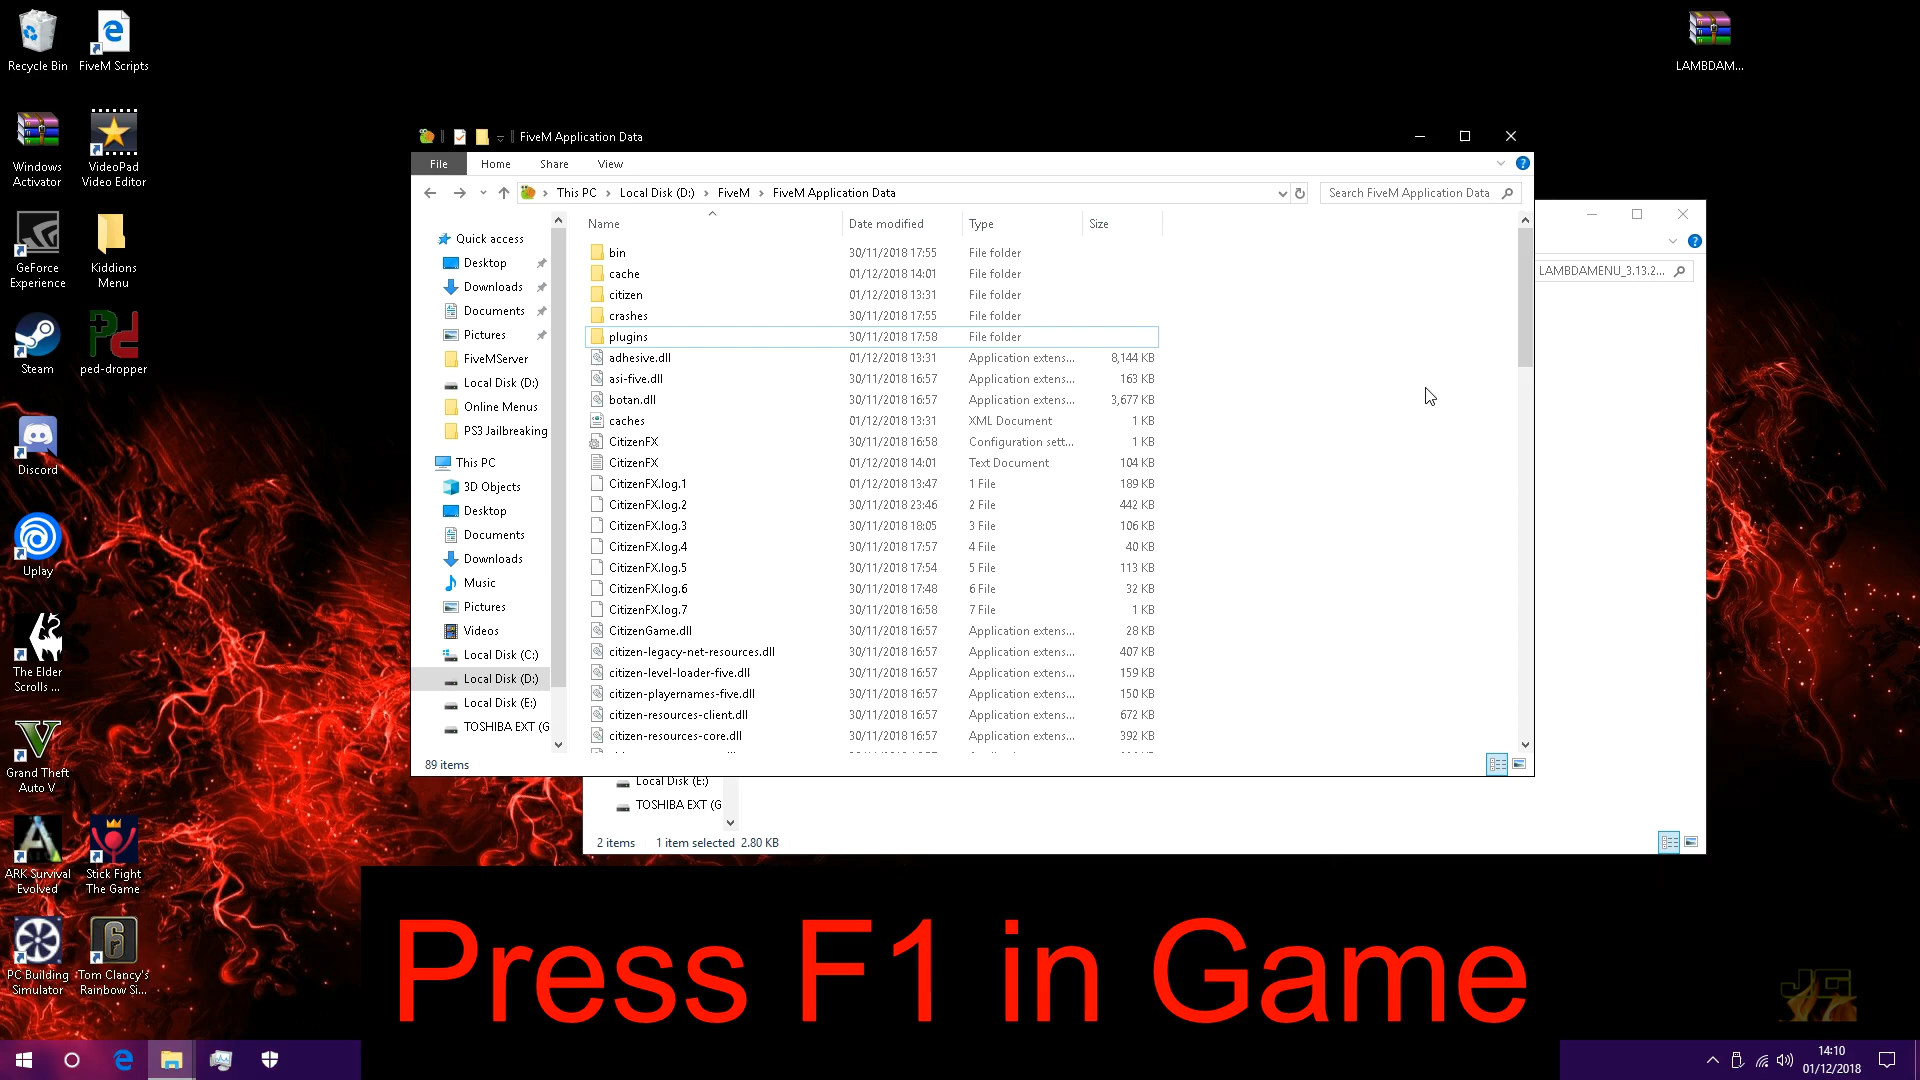 Recycle Bin
FiveM Scripts
LAMBDAM...
Windows
Activator
VideoPad
Video Editor
GeForce
Experience
Kiddions
Menu
Steam
ped-dropper
Discord
Uplay
The Elder
Scrolls ...
Grand Theft
Auto V
ARK Survival
Evolved
Stick Fight
The Game
PC Building
Simulator
Tom Clancy's
Rainbow Si...
FiveM Application Data
File Home Share View
This PC > Local Disk (D:) > FiveM > FiveM Application Data
Search FiveM Application Data
Quick access
Desktop
Downloads
Documents
Pictures
FiveMServer
Local Disk (D:)
Online Menus
PS3 Jailbreaking
This PC
3D Objects
Desktop
Documents
Downloads
Music
Pictures
Videos
Local Disk (C:)
Local Disk (D:)
Local Disk (E:)
TOSHIBA EXT (G
Name Date modified Type Size
bin 30/11/2018 17:55 File folder
cache 01/12/2018 14:01 File folder
citizen 01/12/2018 13:31 File folder
crashes 30/11/2018 17:55 File folder
plugins 30/11/2018 17:58 File folder
adhesive.dll 01/12/2018 13:31 Application extens... 8,144 KB
asi-five.dll 30/11/2018 16:57 Application extens... 163 KB
botan.dll 30/11/2018 16:57 Application extens... 3,677 KB
caches 01/12/2018 13:31 XML Document 1 KB
CitizenFX 30/11/2018 16:58 Configuration sett... 1 KB
CitizenFX 01/12/2018 14:01 Text Document 104 KB
CitizenFX.log.1 01/12/2018 13:47 1 File 189 KB
CitizenFX.log.2 30/11/2018 23:46 2 File 442 KB
CitizenFX.log.3 30/11/2018 18:05 3 File 106 KB
CitizenFX.log.4 30/11/2018 17:57 4 File 40 KB
CitizenFX.log.5 30/11/2018 17:54 5 File 113 KB
CitizenFX.log.6 30/11/2018 17:48 6 File 32 KB
CitizenFX.log.7 30/11/2018 16:58 7 File 1 KB
CitizenGame.dll 30/11/2018 16:57 Application extens... 28 KB
citizen-legacy-net-resources.dll 30/11/2018 16:57 Application extens... 407 KB
citizen-level-loader-five.dll 30/11/2018 16:57 Application extens... 159 KB
citizen-playernames-five.dll 30/11/2018 16:57 Application extens... 150 KB
citizen-resources-client.dll 30/11/2018 16:57 Application extens... 672 KB
citizen-resources-core.dll 30/11/2018 16:57 Application extens... 392 KB
89 items
LAMBDAMENU_3.13.2...
Local Disk (E:)
TOSHIBA EXT (G
2 items 1 item selected 2.80 KB
Press F1 in Game
JG
14:10
01/12/2018